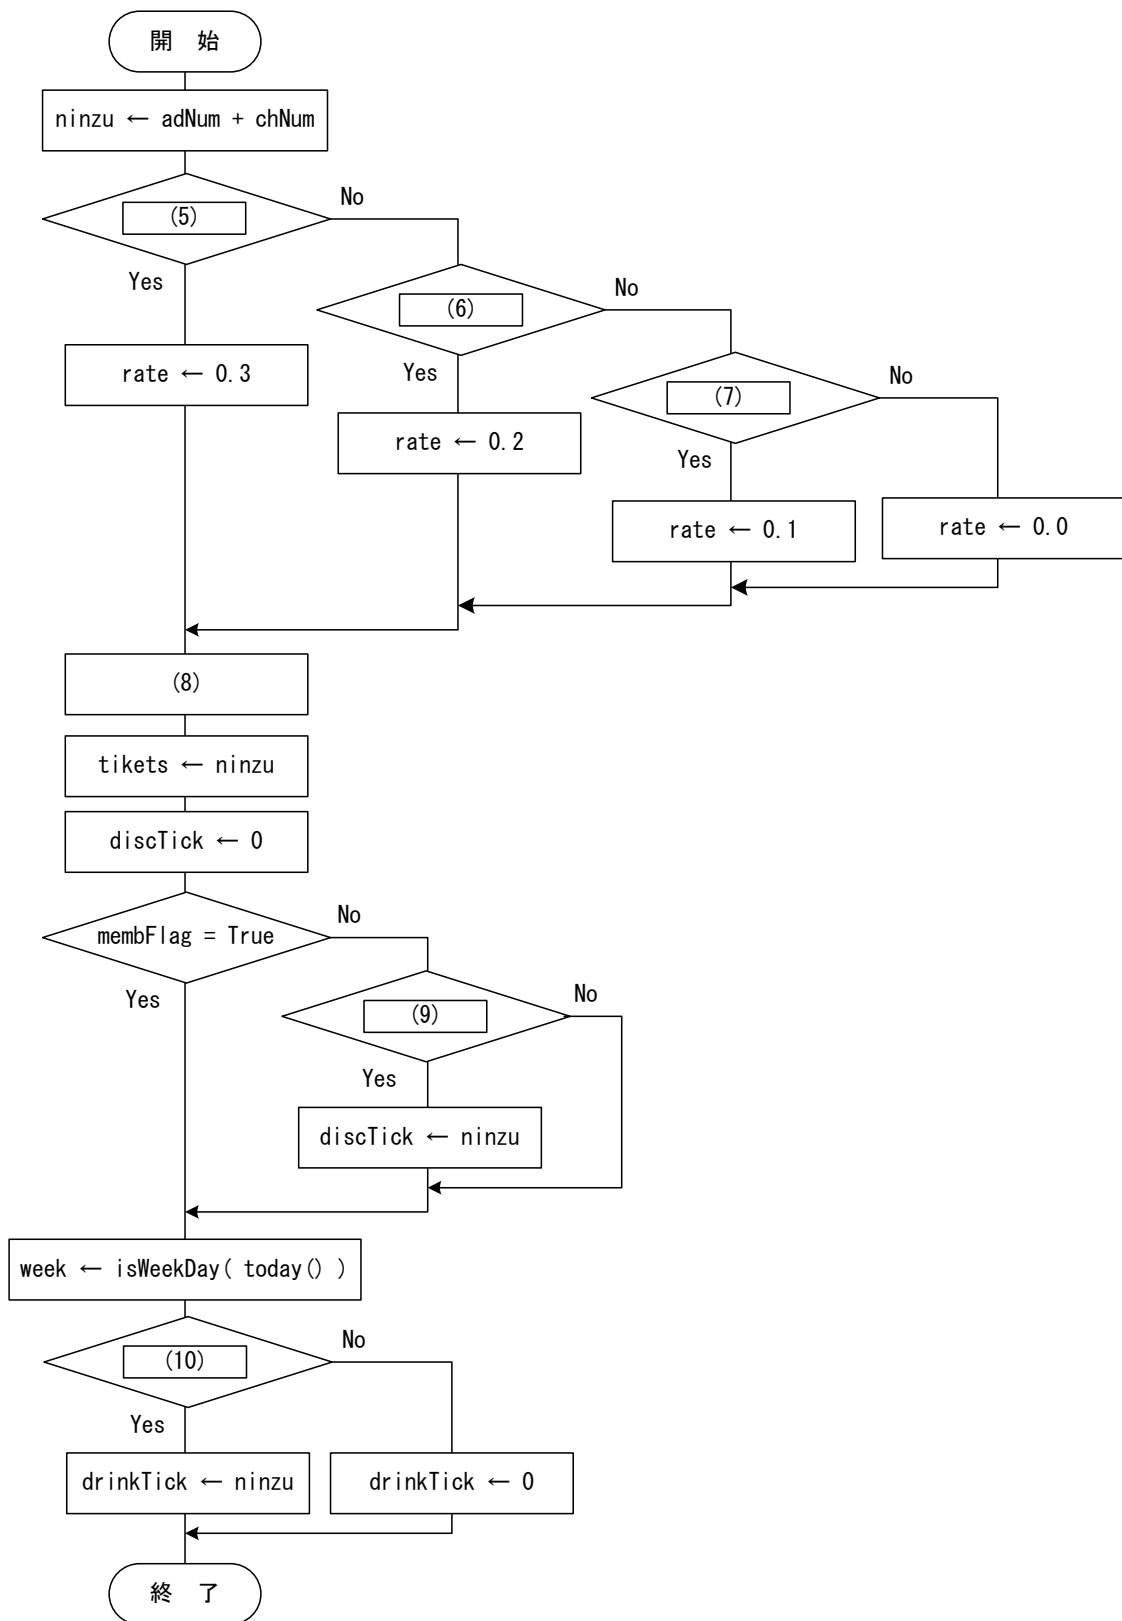 開 始
ninzu ← adNum + chNum
(5)
No
Yes
(6)
No
Yes
rate ← 0.3
(7)
No
Yes
rate ← 0.2
rate ← 0.1
rate ← 0.0
(8)
tikets ← ninzu
discTick ← 0
membFlag = True
No
Yes
(9)
No
Yes
discTick ← ninzu
week ← isWeekDay( today() )
(10)
No
Yes
drinkTick ← ninzu
drinkTick ← 0
終 了